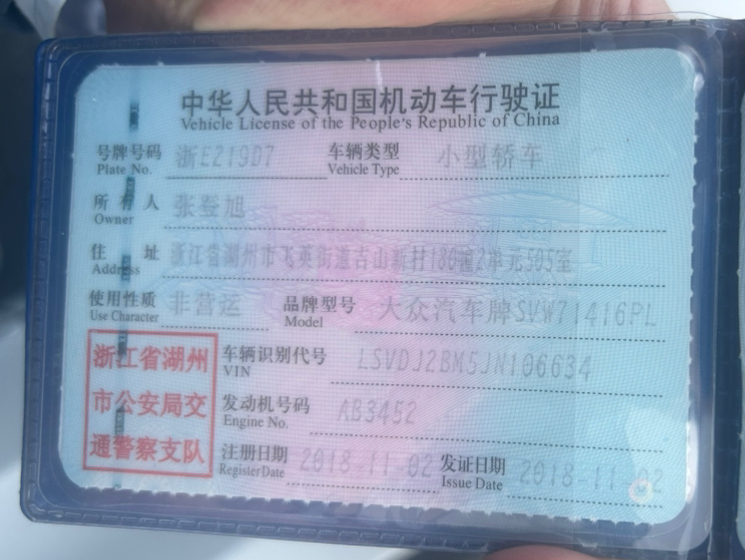 中华人民共和国机动车行驶证
Vehicle License of the People's Republic of China
号牌号码 浙E219D7 车辆类型 小型轿车
Plate No. Vehicle Type
所有人 张登旭
Owner
住址 浙江省湖州市飞英街道吉山新村180幢2单元505室
Address
使用性质 非营运 品牌型号 大众汽车牌SVW71416PL
Use Character Model
浙江省湖州
市公安局交
通警察支队
车辆识别代号 LSVDJ2BM5JN106634
VIN
发动机号码 AB3452
Engine No.
注册日期 2018-11-02 发证日期 2018-11-02
Register Date Issue Date